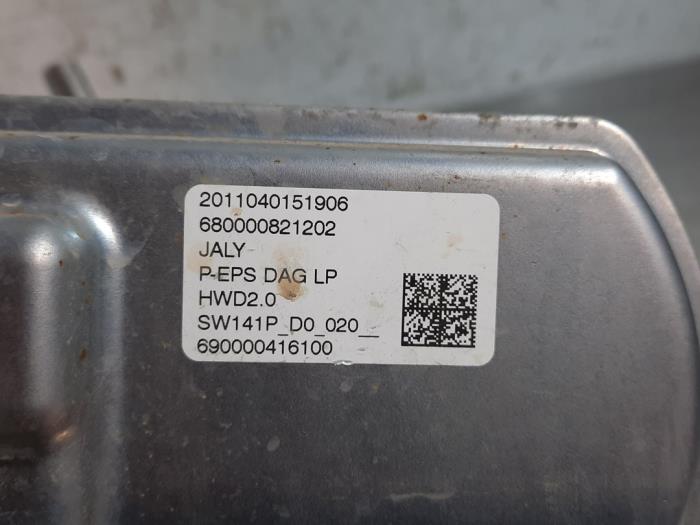 2011040151906
680000821202
JALY
P-EPS DAG LP
HWD2.0
SW141P_D0_020__
690000416100